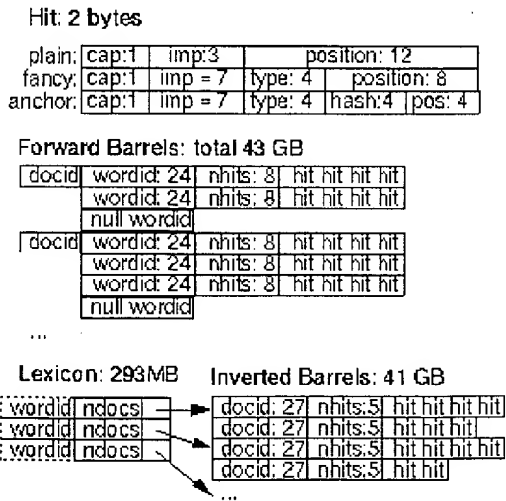 Hit: 2 bytes
plain: cap:1 imp:3 position: 12
fancy: cap:1 imp = 7 type: 4 position: 8
anchor: cap:1 imp = 7 type: 4 hash:4 pos: 4
Forward Barrels: total 43 GB
docid wordid: 24 nhits: 8 hit hit hit hit
wordid: 24 nhits: 8 hit hit hit hit
null wordid
docid wordid: 24 nhits: 8 hit hit hit hit
wordid: 24 nhits: 8 hit hit hit hit
wordid: 24 nhits: 8 hit hit hit hit
null wordid
...
Lexicon: 293MB Inverted Barrels: 41 GB
wordid ndocs docid: 27 nhits:5 hit hit hit hit
wordid ndocs docid: 27 nhits:5 hit hit hit
wordid ndocs docid: 27 nhits:5 hit hit hit hit
docid: 27 nhits:5 hit hit
...